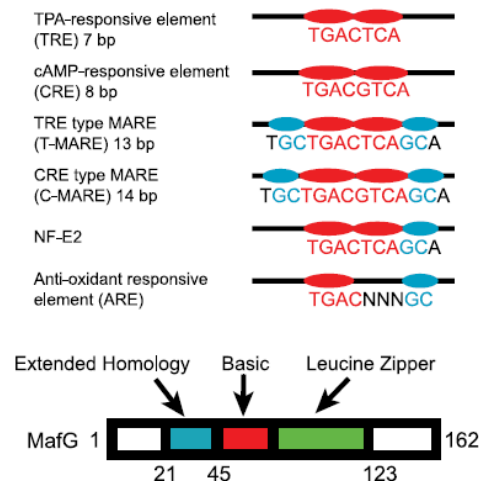 TPA-responsive element
(TRE) 7 bp
TGACTCA
cAMP-responsive element
(CRE) 8 bp
TGACGTCA
TRE type MARE
(T-MARE) 13 bp
TGCTGACTCAGCA
CRE type MARE
(C-MARE) 14 bp
TGCTGACGTCAGCA
NF-E2
TGACTCAGCA
Anti-oxidant responsive
element (ARE)
TGACNNNGC
Extended Homology Basic Leucine Zipper
MafG 1 162
21 45 123